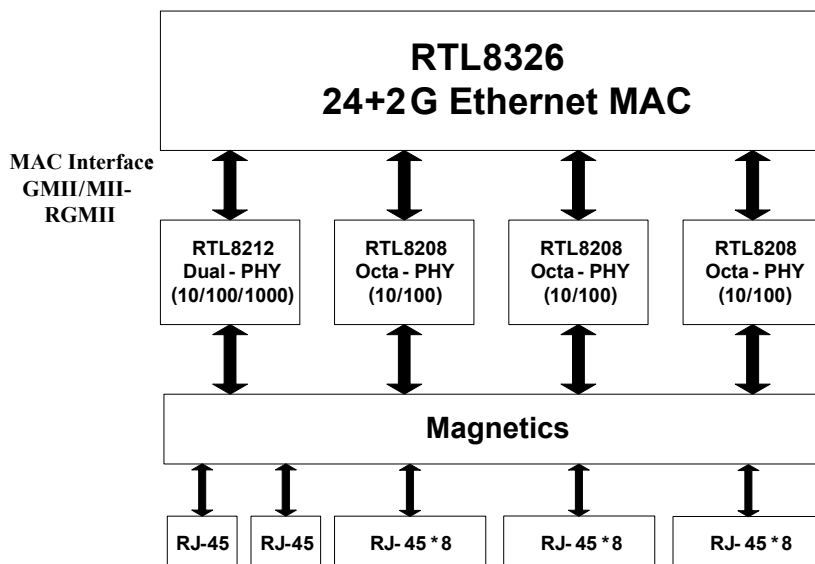 RTL8326
24+2G Ethernet MAC
MAC Interface
GMII/MII-
RGMII
RTL8212
Dual - PHY
(10/100/1000)
RTL8208
Octa - PHY
(10/100)
RTL8208
Octa - PHY
(10/100)
RTL8208
Octa - PHY
(10/100)
Magnetics
RJ-45
RJ-45
RJ- 45 * 8
RJ- 45 * 8
RJ- 45 * 8